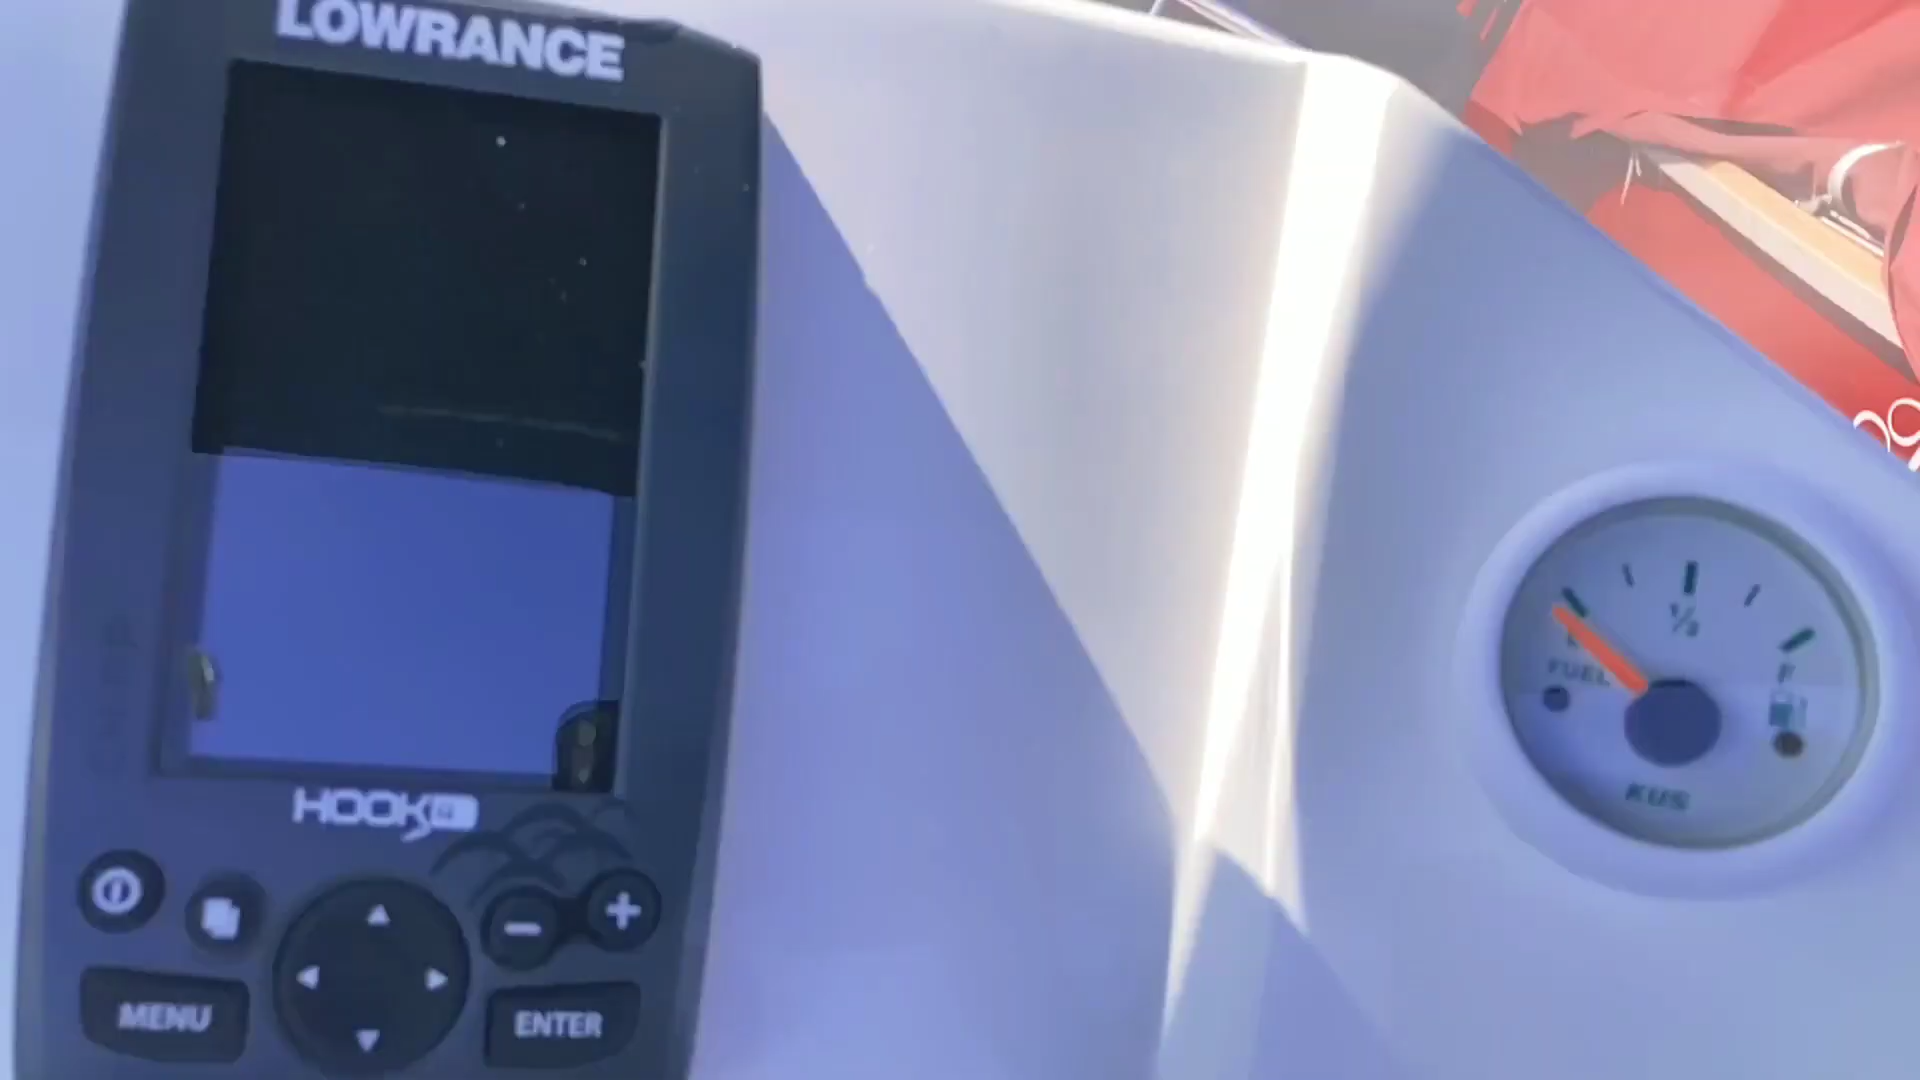 LOWRANCE
HOOK
MENU
ENTER
1/2
E
F
FUEL
KUS